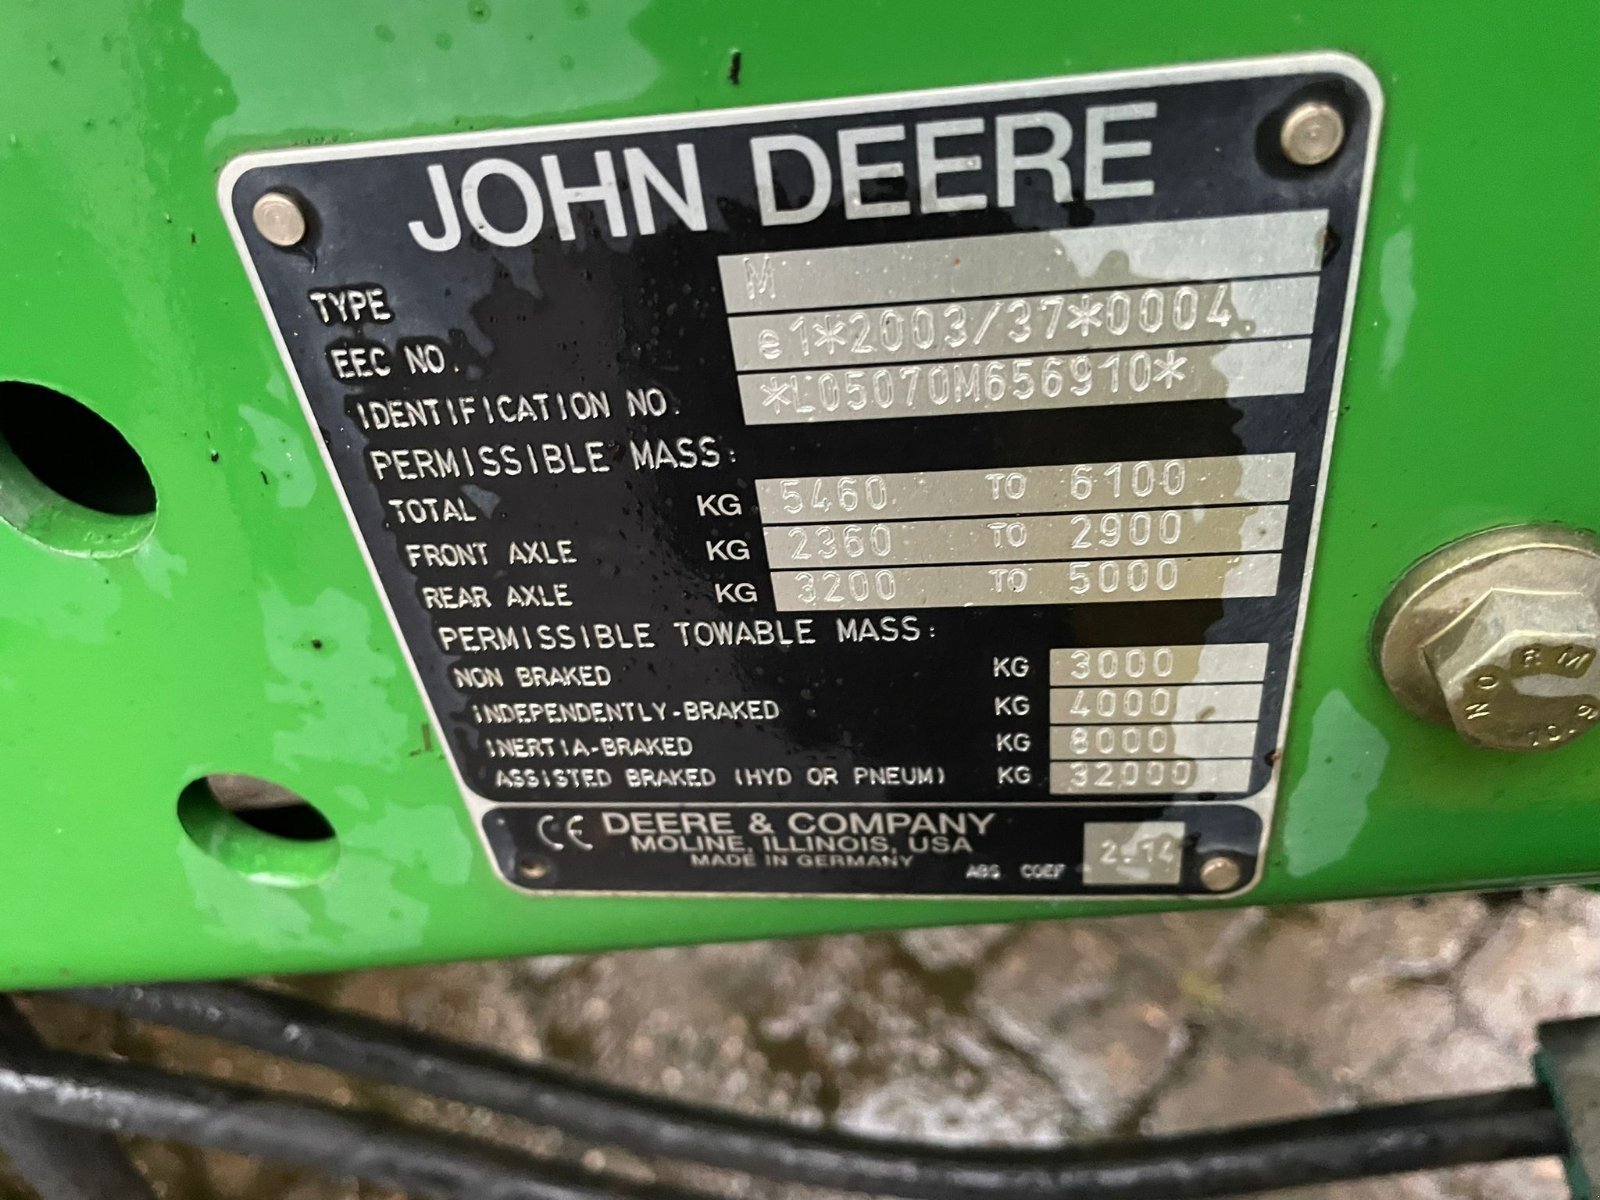 JOHN DEERE
TYPE M
EEC NO. e1*2003/37*0004
IDENTIFICATION NO. *L05070M656910*
PERMISSIBLE MASS:
TOTAL KG 5460 TO 6100
FRONT AXLE KG 2360 TO 2900
REAR AXLE KG 3200 TO 5000
PERMISSIBLE TOWABLE MASS:
NON BRAKED KG 3000
INDEPENDENTLY-BRAKED KG 4000
INERTIA-BRAKED KG 8000
ASSISTED BRAKED (HYD OR PNEUM) KG 32000
CE DEERE & COMPANY
MOLINE, ILLINOIS, USA
MADE IN GERMANY
ABS COEF 2.14
NORM